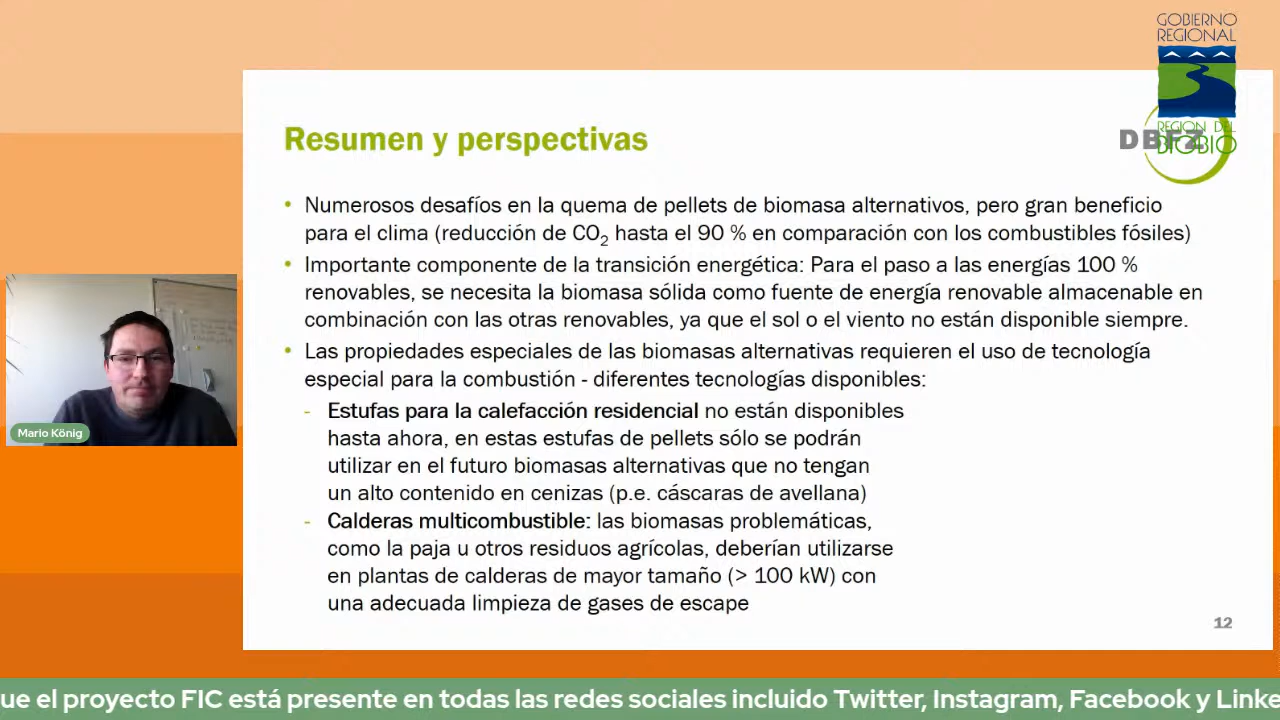 GOBIERNO
REGIONAL
REGION DEL
BIOBIO
DBFZ
Resumen y perspectivas
• Numerosos desafíos en la quema de pellets de biomasa alternativos, pero gran beneficio
para el clima (reducción de CO₂ hasta el 90 % en comparación con los combustibles fósiles)
• Importante componente de la transición energética: Para el paso a las energías 100 %
renovables, se necesita la biomasa sólida como fuente de energía renovable almacenable en
combinación con las otras renovables, ya que el sol o el viento no están disponible siempre.
• Las propiedades especiales de las biomasas alternativas requieren el uso de tecnología
especial para la combustión - diferentes tecnologías disponibles:
- Estufas para la calefacción residencial no están disponibles
hasta ahora, en estas estufas de pellets sólo se podrán
utilizar en el futuro biomasas alternativas que no tengan
un alto contenido en cenizas (p.e. cáscaras de avellana)
- Calderas multicombustible: las biomasas problemáticas,
como la paja u otros residuos agrícolas, deberían utilizarse
en plantas de calderas de mayor tamaño (> 100 kW) con
una adecuada limpieza de gases de escape
12
Mario König
ue el proyecto FIC está presente en todas las redes sociales incluido Twitter, Instagram, Facebook y Linke